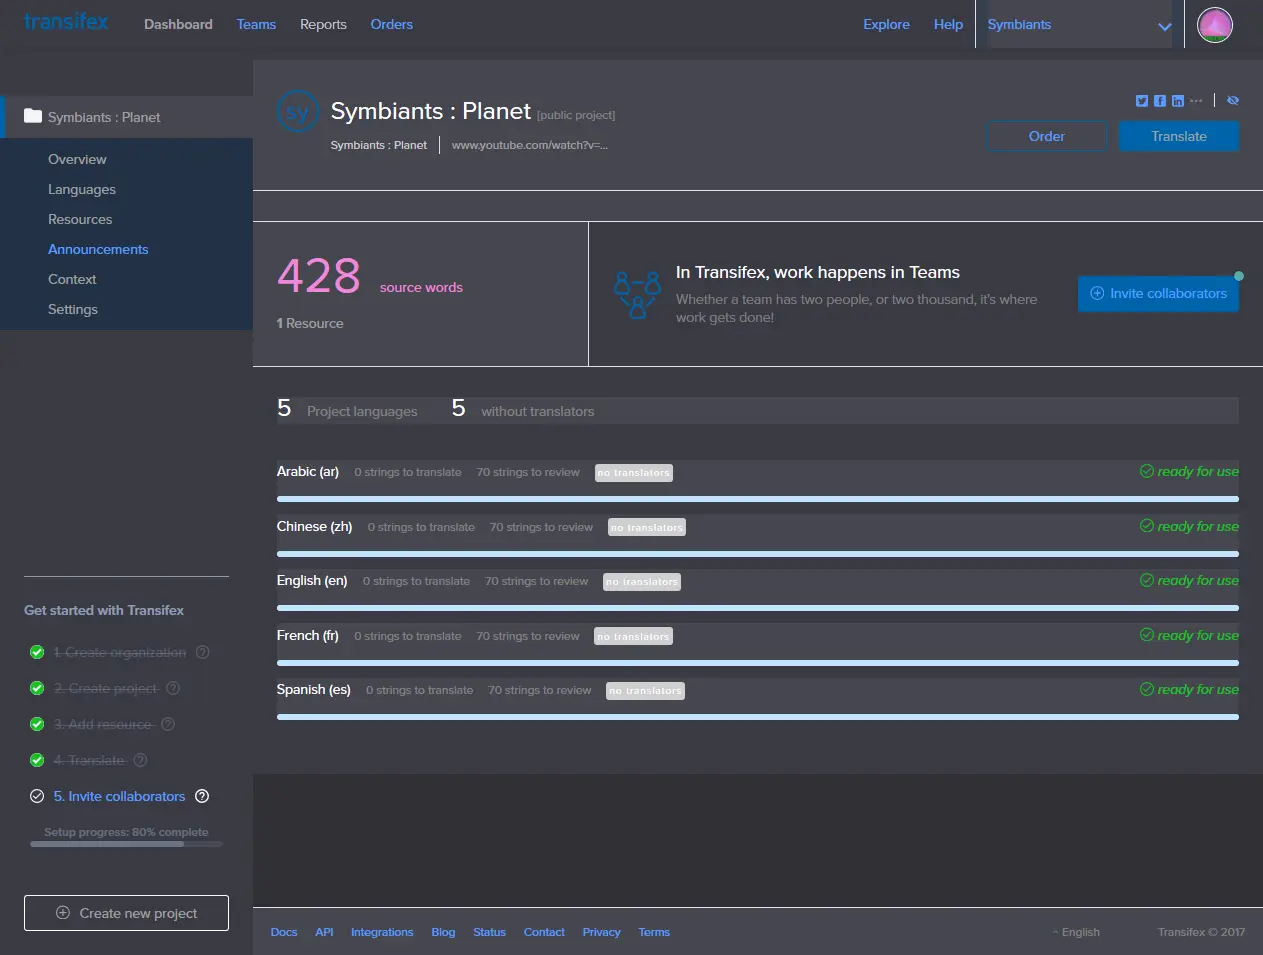 transifex
Dashboard Teams Reports Orders
Explore Help Symbiants
Symbiants : Planet
Overview
Languages
Resources
Announcements
Context
Settings
Get started with Transifex
1. Create organization
2. Create project
3. Add resource
4. Translate
5. Invite collaborators
Setup progress: 80% complete
Create new project
sy
Symbiants : Planet [public project]
Symbiants : Planet www.youtube.com/watch?v=...
Order Translate
428 source words
1 Resource
In Transifex, work happens in Teams
Whether a team has two people, or two thousand, it's where
work gets done!
Invite collaborators
5 Project languages 5 without translators
Arabic (ar) 0 strings to translate 70 strings to review no translators ready for use
Chinese (zh) 0 strings to translate 70 strings to review no translators ready for use
English (en) 0 strings to translate 70 strings to review no translators ready for use
French (fr) 0 strings to translate 70 strings to review no translators ready for use
Spanish (es) 0 strings to translate 70 strings to review no translators ready for use
Docs API Integrations Blog Status Contact Privacy Terms
English Transifex © 2017